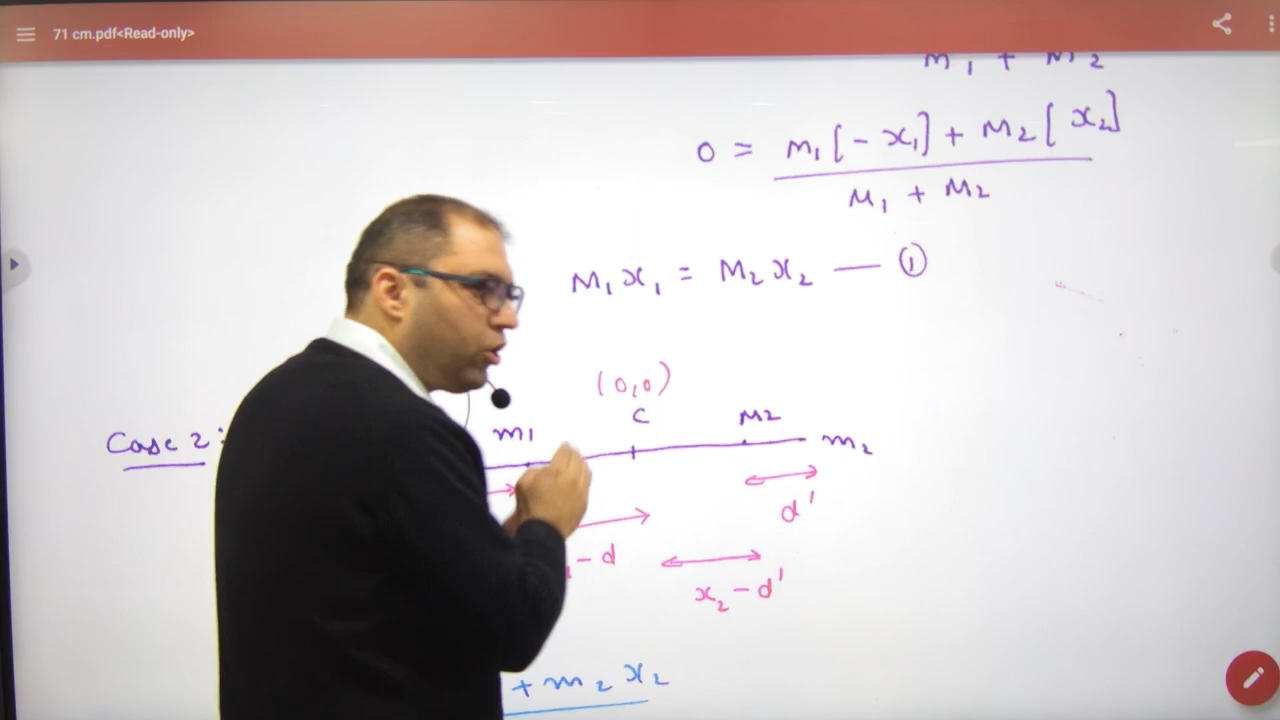 71 cm.pdf<Read-only>
m₁ + m₂
0 = m₁[-x₁] + m₂[x₂]
m₁ + m₂
m₁x₁ = m₂x₂ — ①
(0,0)
Case 2: m1 C m2 m₂
d'
- d
x₂ - d'
+ m₂x₂